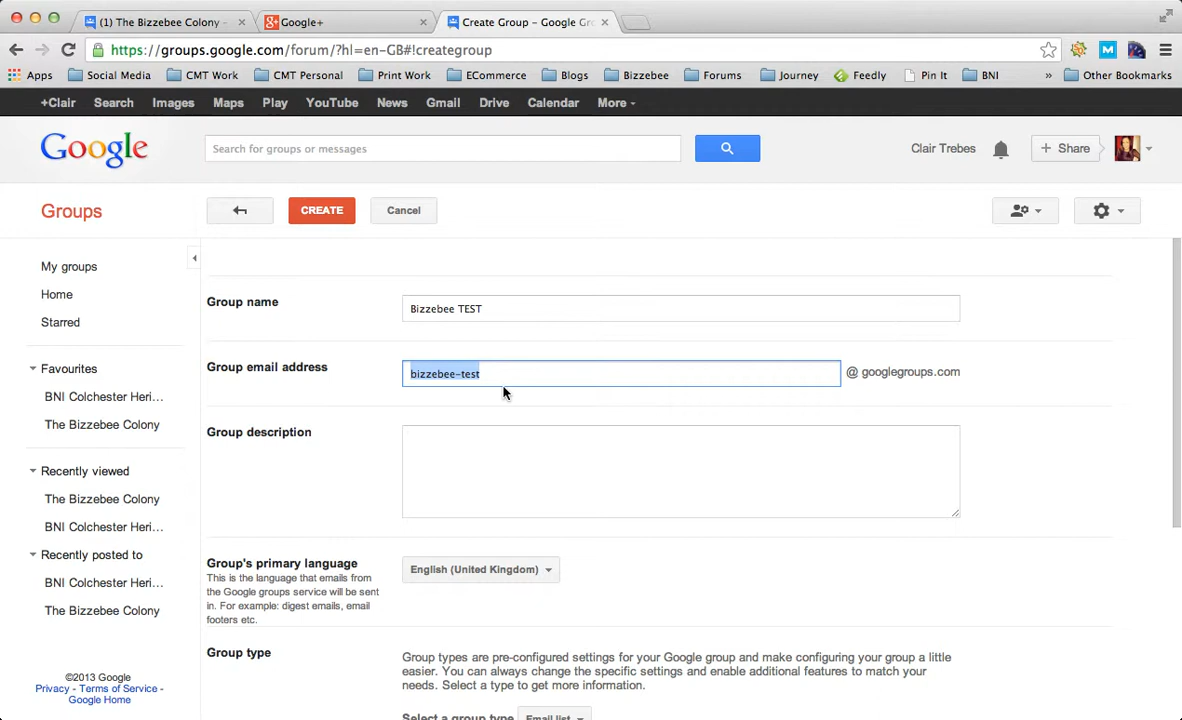 (1) The Bizzebee Colony -
Google+
Create Group - Google Gr
https://groups.google.com/forum/?hl=en-GB#!creategroup
Apps Social Media CMT Work CMT Personal Print Work ECommerce Blogs Bizzebee Forums Journey Feedly Pin It BNI » Other Bookmarks
+Clair Search Images Maps Play YouTube News Gmail Drive Calendar More
Google
Search for groups or messages
Clair Trebes
+ Share
Groups
CREATE
Cancel
My groups
Home
Starred
Favourites
BNI Colchester Heri...
The Bizzebee Colony
Recently viewed
The Bizzebee Colony
BNI Colchester Heri...
Recently posted to
BNI Colchester Heri...
The Bizzebee Colony
©2013 Google
Privacy - Terms of Service -
Google Home
Group name
Bizzebee TEST
Group email address
bizzebee-test
@ googlegroups.com
Group description
Group's primary language
This is the language that emails from
the Google groups service will be sent
in. For example: digest emails, email
footers etc.
English (United Kingdom)
Group type
Group types are pre-configured settings for your Google group and make configuring your group a little
easier. You can always change the specific settings and enable additional features to match your
needs. Select a type to get more information.
Select a group type
Email list